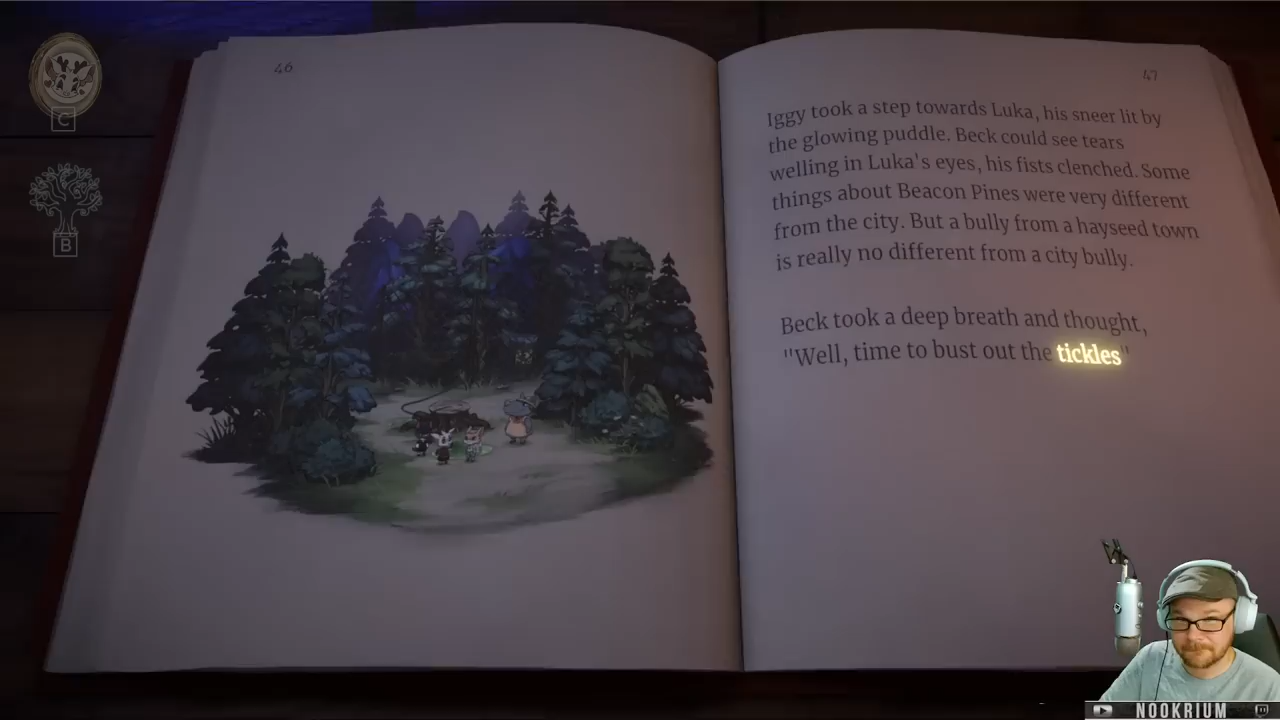 46
47
C
B
Iggy took a step towards Luka, his sneer lit by
the glowing puddle. Beck could see tears
welling in Luka's eyes, his fists clenched. Some
things about Beacon Pines were very different
from the city. But a bully from a hayseed town
is really no different from a city bully.
Beck took a deep breath and thought,
"Well, time to bust out the tickles"
NOOKRIUM